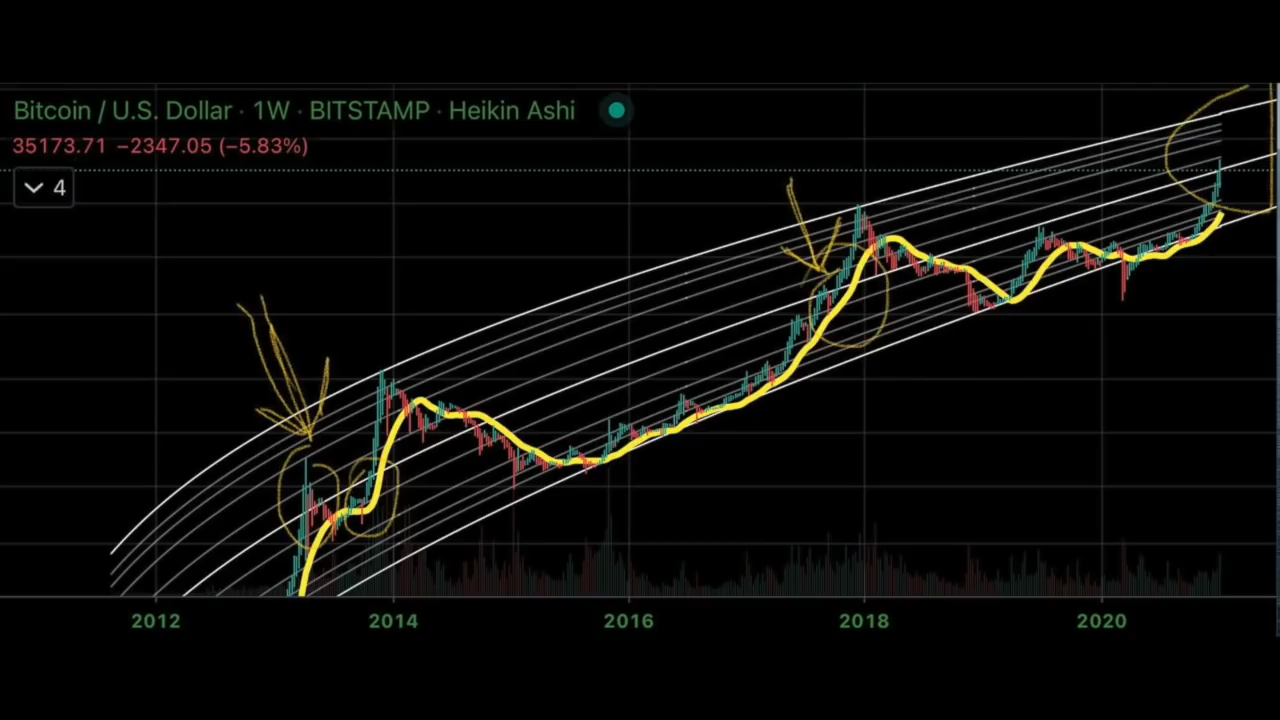 Bitcoin / U.S. Dollar · 1W · BITSTAMP · Heikin Ashi
35173.71 −2347.05 (−5.83%)
4
2012 2014 2016 2018 2020